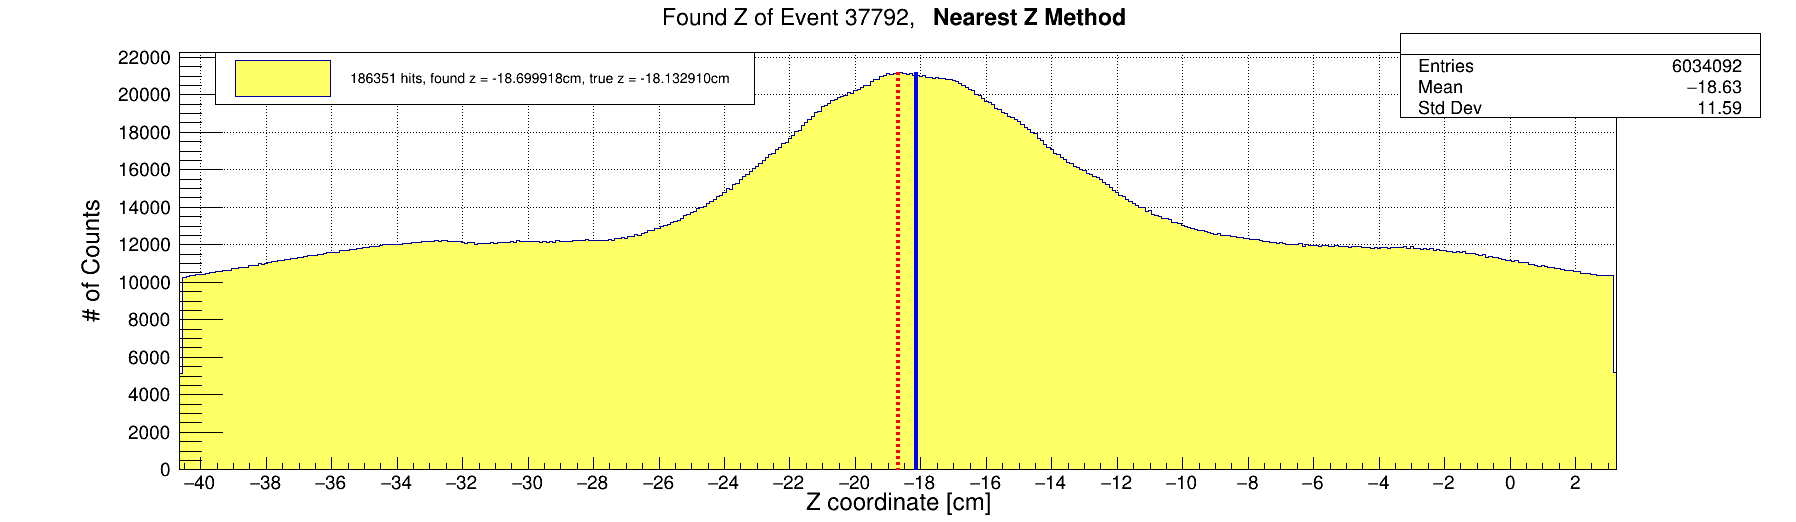 Found Z of Event 37792, Nearest Z Method
186351 hits, found z = -18.699918cm, true z = -18.132910cm
Entries 6034092
Mean −18.63
Std Dev 11.59
# of Counts
22000
20000
18000
16000
14000
12000
10000
8000
6000
4000
2000
0
−40 −38 −36 −34 −32 −30 −28 −26 −24 −22 −20 −18 −16 −14 −12 −10 −8 −6 −4 −2 0 2
Z coordinate [cm]